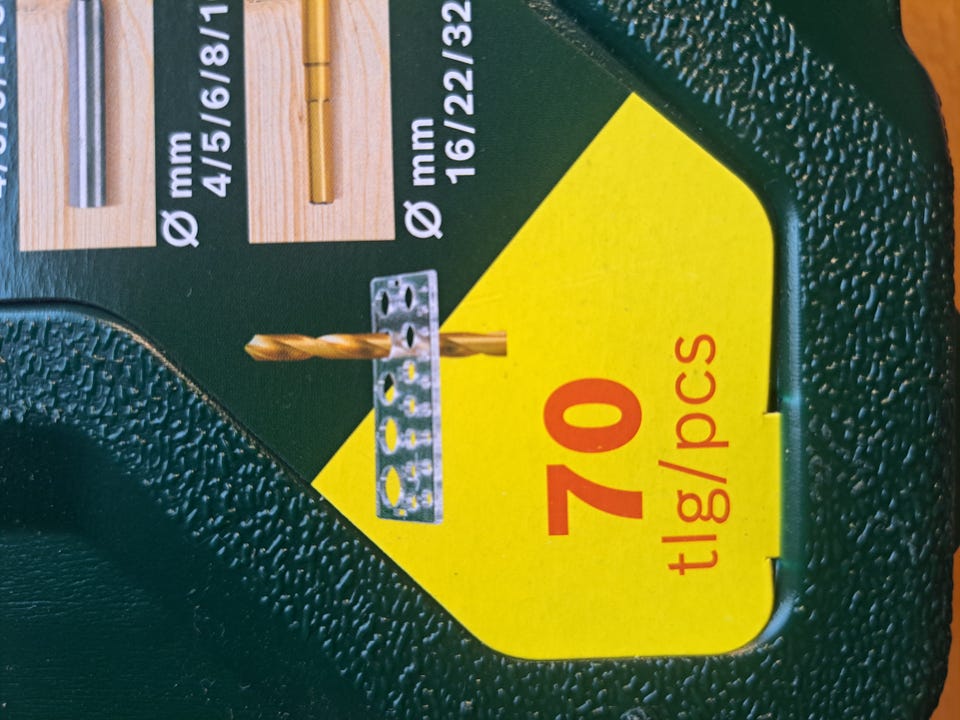 Ø mm
4/5/6/8/1
Ø mm
16/22/32
70
tlg/pcs